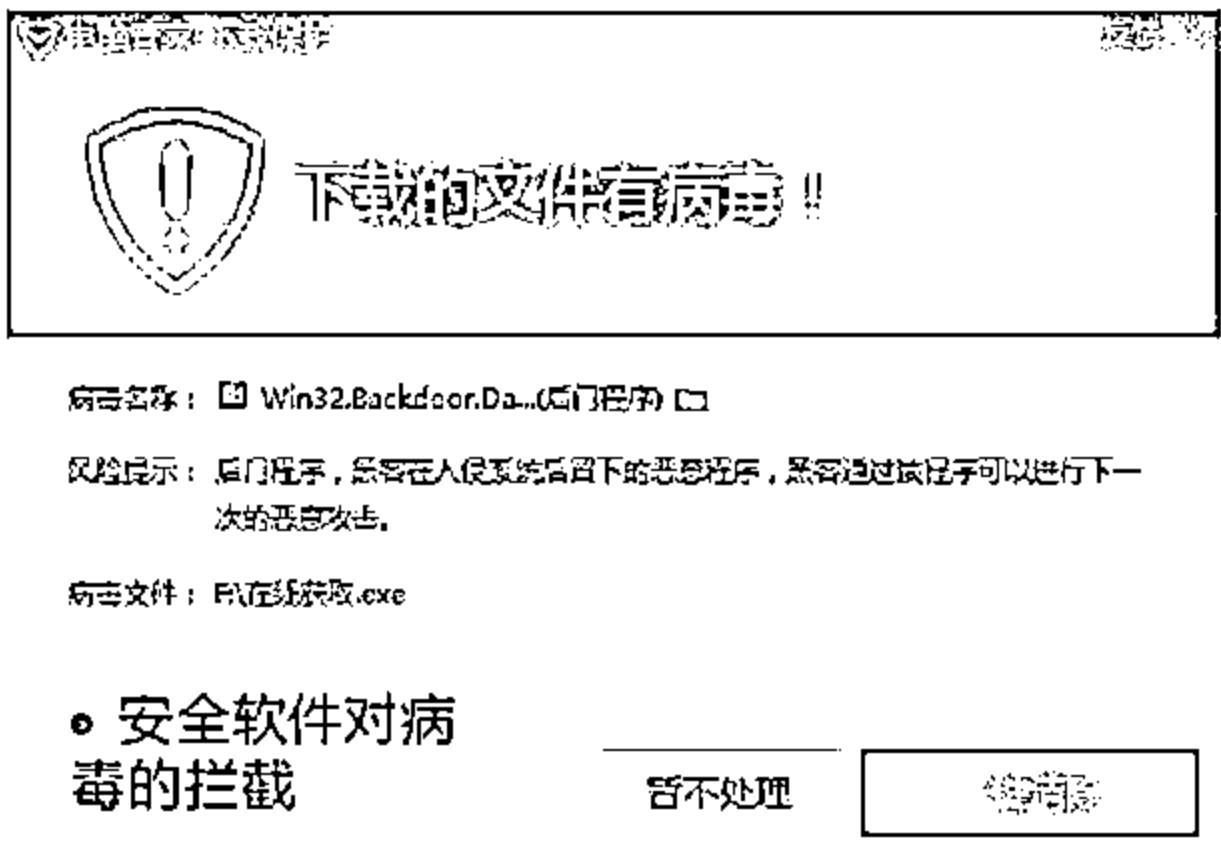 下载的文件有病毒!!
病毒名称: Win32.Backdoor.Da...(后门程序)
风险提示: 后门程序,黑客在入侵系统后留下的恶意程序,黑客通过该程序可以进行下一
次的恶意攻击。
病毒文件: 在线获取.exe
• 安全软件对病
毒的拦截
暂不处理